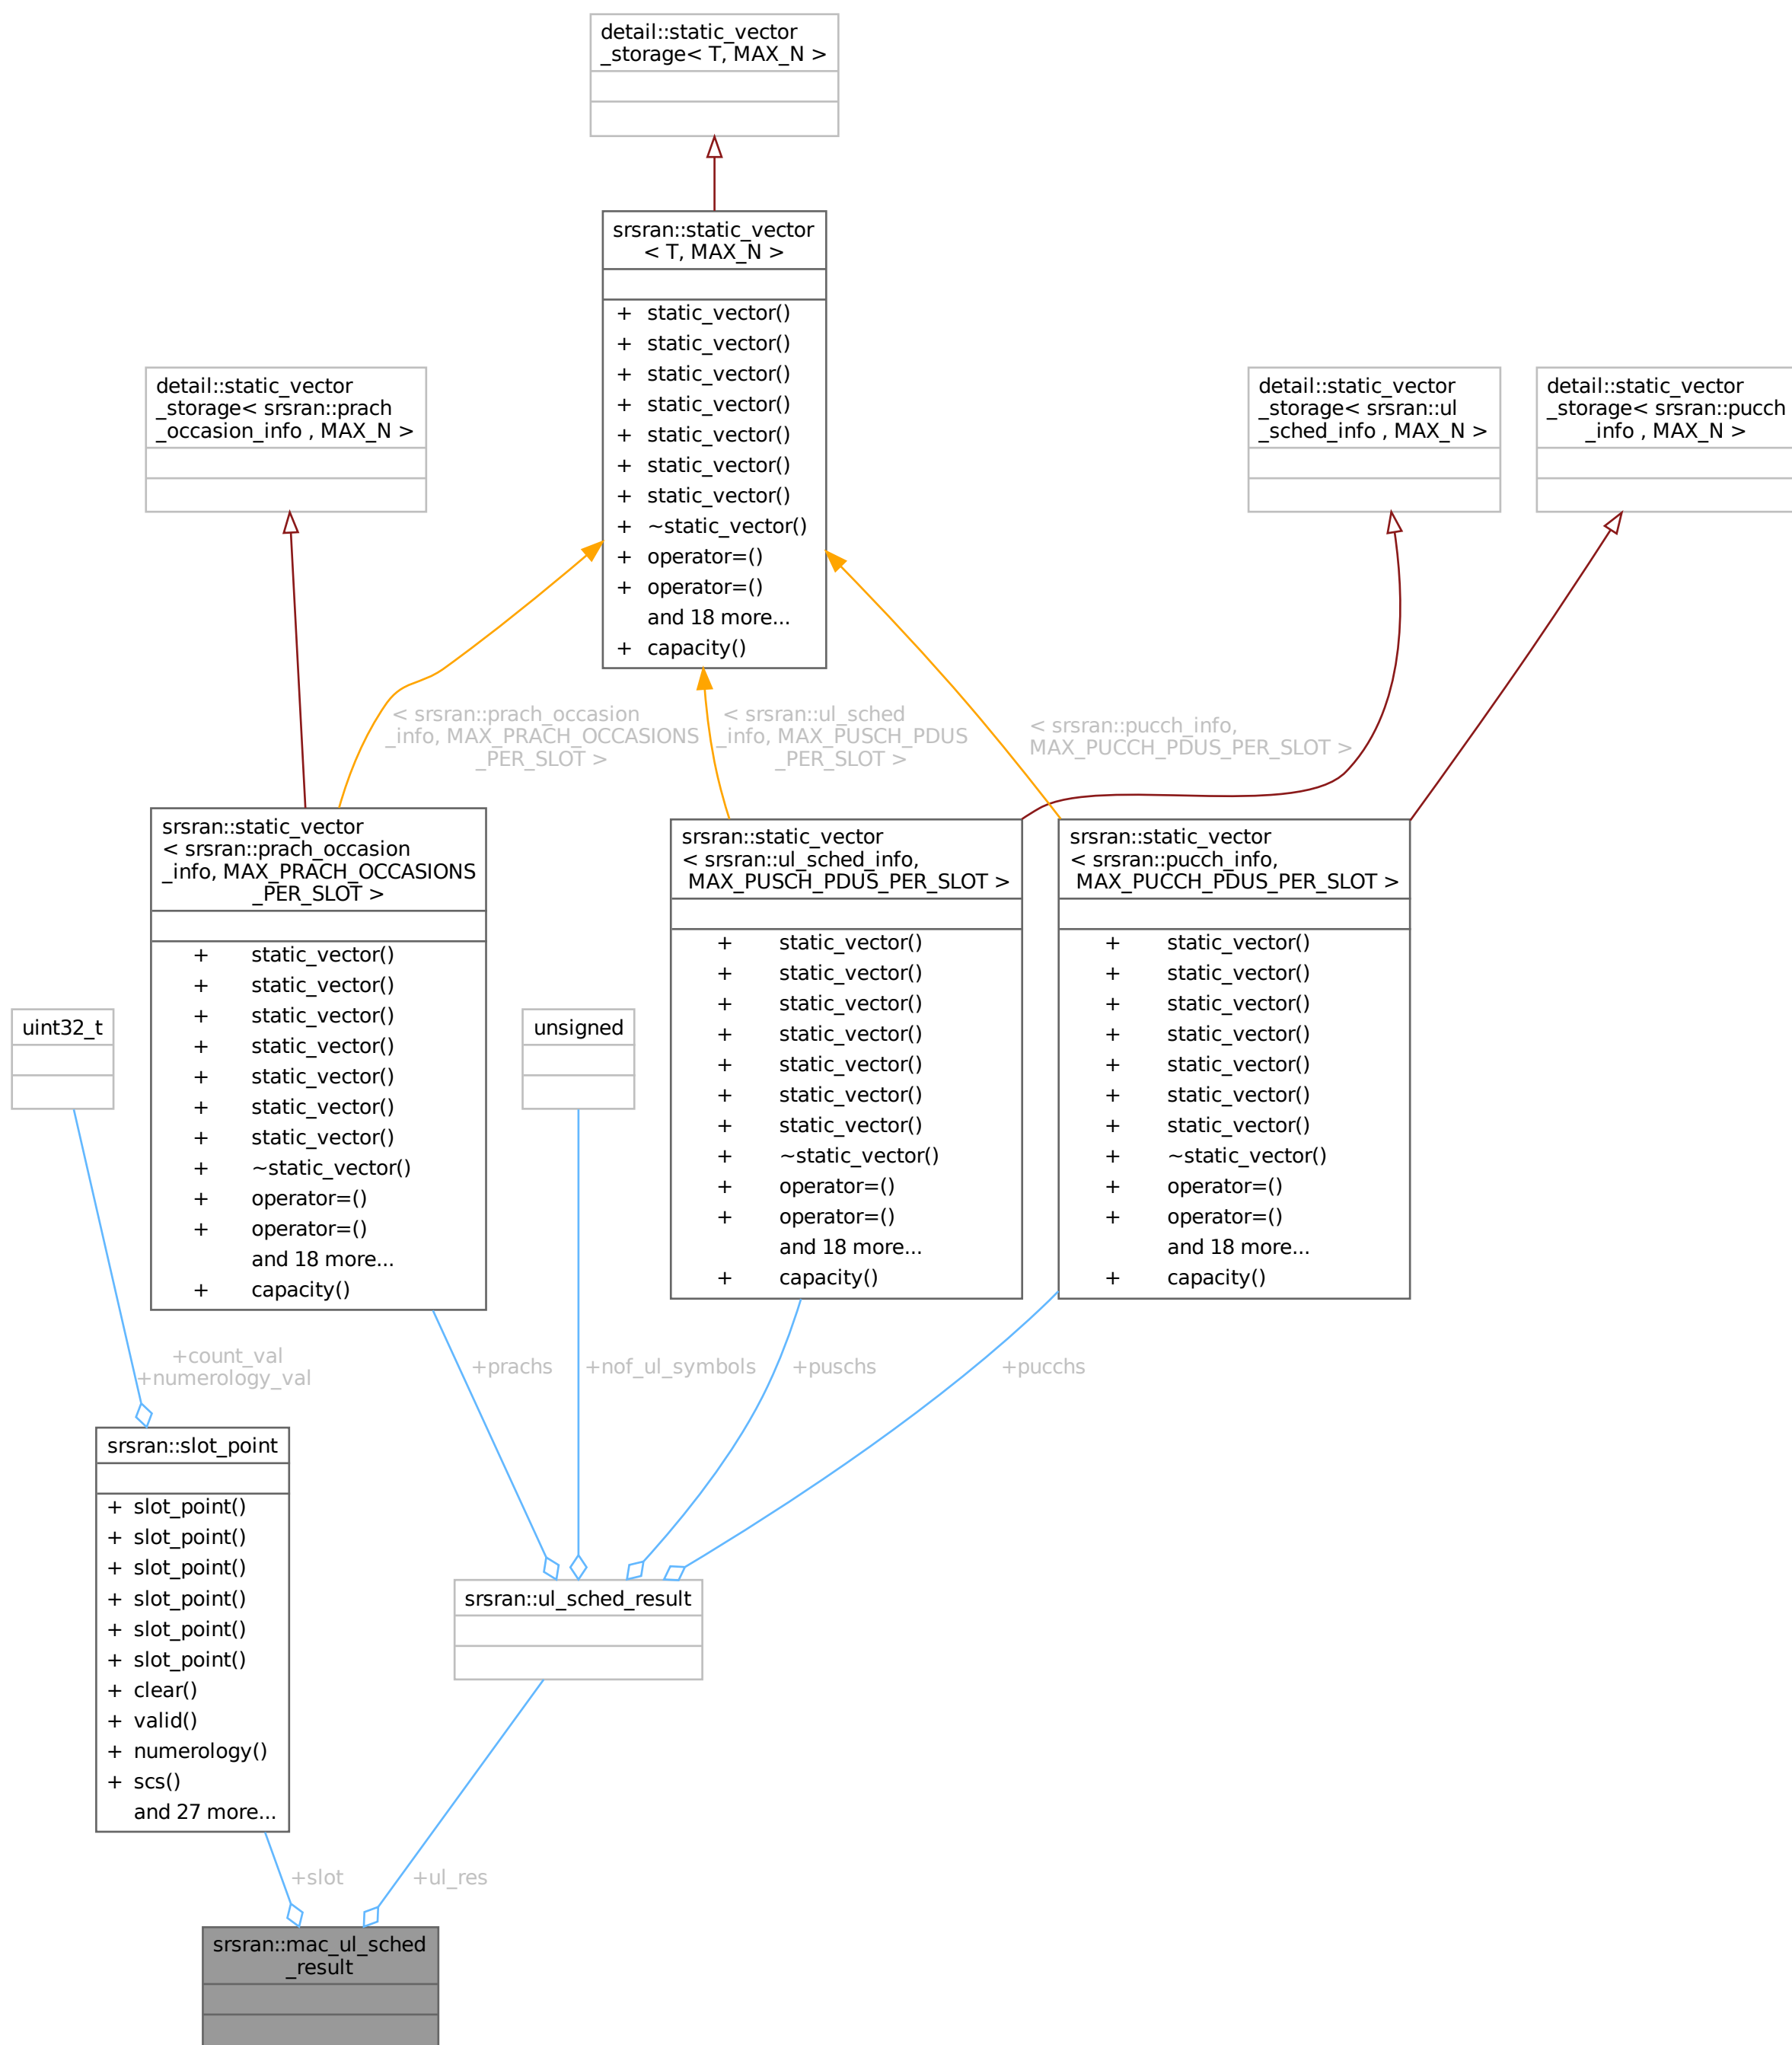 detail::static_vector
_storage< T, MAX_N >
srsran::static_vector
< T, MAX_N >
+ static_vector()
+ static_vector()
+ static_vector()
+ static_vector()
+ static_vector()
+ static_vector()
+ static_vector()
+ ~static_vector()
+ operator=()
+ operator=()
and 18 more...
+ capacity()
detail::static_vector
_storage< srsran::prach
_occasion_info , MAX_N >
detail::static_vector
_storage< srsran::ul
_sched_info , MAX_N >
detail::static_vector
_storage< srsran::pucch
_info , MAX_N >
< srsran::prach_occasion
_info, MAX_PRACH_OCCASIONS
_PER_SLOT >
< srsran::ul_sched
_info, MAX_PUSCH_PDUS
_PER_SLOT >
< srsran::pucch_info,
MAX_PUCCH_PDUS_PER_SLOT >
srsran::static_vector
< srsran::prach_occasion
_info, MAX_PRACH_OCCASIONS
_PER_SLOT >
+ static_vector()
+ static_vector()
+ static_vector()
+ static_vector()
+ static_vector()
+ static_vector()
+ static_vector()
+ ~static_vector()
+ operator=()
+ operator=()
and 18 more...
+ capacity()
srsran::static_vector
< srsran::ul_sched_info,
MAX_PUSCH_PDUS_PER_SLOT >
+ static_vector()
+ static_vector()
+ static_vector()
+ static_vector()
+ static_vector()
+ static_vector()
+ static_vector()
+ ~static_vector()
+ operator=()
+ operator=()
and 18 more...
+ capacity()
srsran::static_vector
< srsran::pucch_info,
MAX_PUCCH_PDUS_PER_SLOT >
+ static_vector()
+ static_vector()
+ static_vector()
+ static_vector()
+ static_vector()
+ static_vector()
+ static_vector()
+ ~static_vector()
+ operator=()
+ operator=()
and 18 more...
+ capacity()
uint32_t
unsigned
+count_val
+numerology_val
+prachs
+nof_ul_symbols
+puschs
+pucchs
srsran::slot_point
+ slot_point()
+ slot_point()
+ slot_point()
+ slot_point()
+ slot_point()
+ slot_point()
+ clear()
+ valid()
+ numerology()
+ scs()
and 27 more...
srsran::ul_sched_result
+slot
+ul_res
srsran::mac_ul_sched
_result